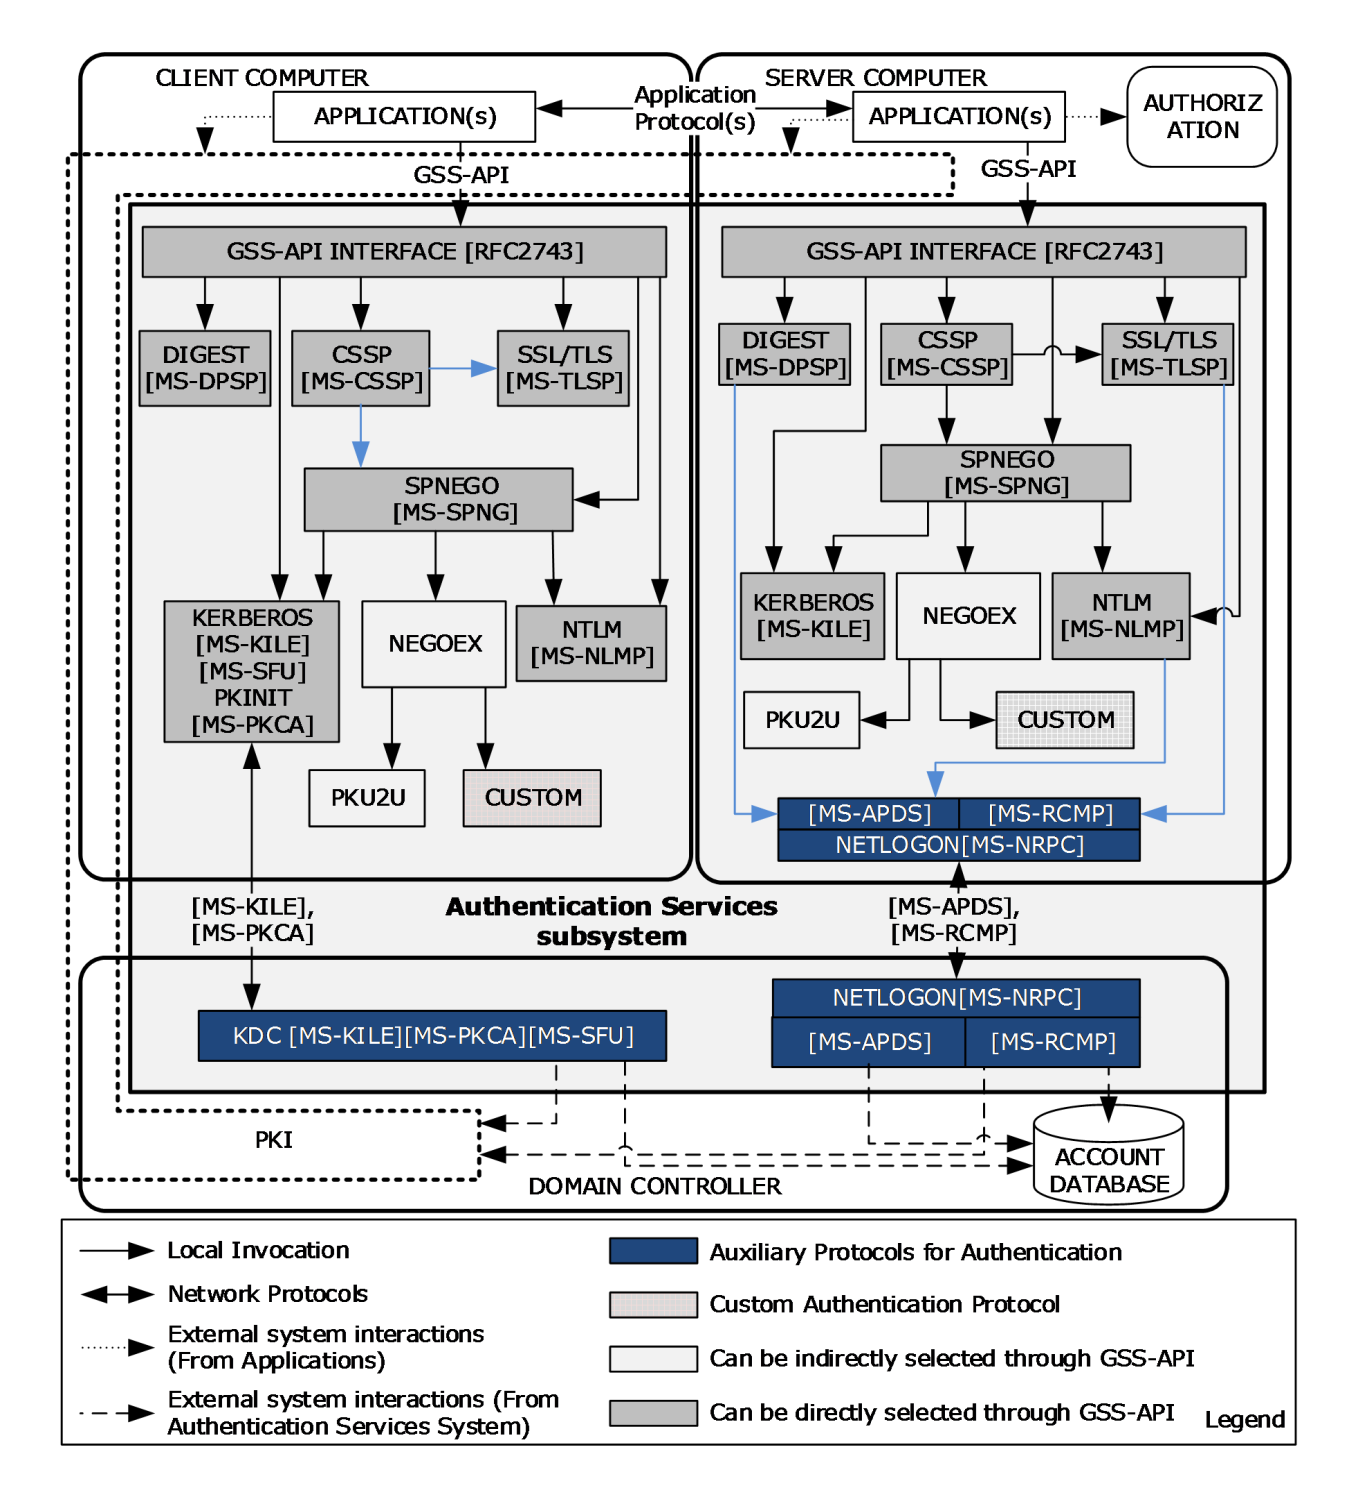 CLIENT COMPUTER
APPLICATION(s)
Application
Protocol(s)
SERVER COMPUTER
APPLICATION(s)
AUTHORIZ
ATION
GSS-API
GSS-API
GSS-API INTERFACE [RFC2743]
DIGEST
[MS-DPSP]
CSSP
[MS-CSSP]
SSL/TLS
[MS-TLSP]
SPNEGO
[MS-SPNG]
KERBEROS
[MS-KILE]
[MS-SFU]
PKINIT
[MS-PKCA]
NEGOEX
NTLM
[MS-NLMP]
PKU2U
CUSTOM
GSS-API INTERFACE [RFC2743]
DIGEST
[MS-DPSP]
CSSP
[MS-CSSP]
SSL/TLS
[MS-TLSP]
SPNEGO
[MS-SPNG]
KERBEROS
[MS-KILE]
NEGOEX
NTLM
[MS-NLMP]
PKU2U
CUSTOM
[MS-APDS]
[MS-RCMP]
NETLOGON[MS-NRPC]
[MS-KILE],
[MS-PKCA]
Authentication Services
subsystem
[MS-APDS],
[MS-RCMP]
KDC [MS-KILE][MS-PKCA][MS-SFU]
NETLOGON[MS-NRPC]
[MS-APDS]
[MS-RCMP]
PKI
DOMAIN CONTROLLER
ACCOUNT
DATABASE
Local Invocation
Network Protocols
External system interactions
(From Applications)
External system interactions (From
Authentication Services System)
Auxiliary Protocols for Authentication
Custom Authentication Protocol
Can be indirectly selected through GSS-API
Can be directly selected through GSS-API
Legend